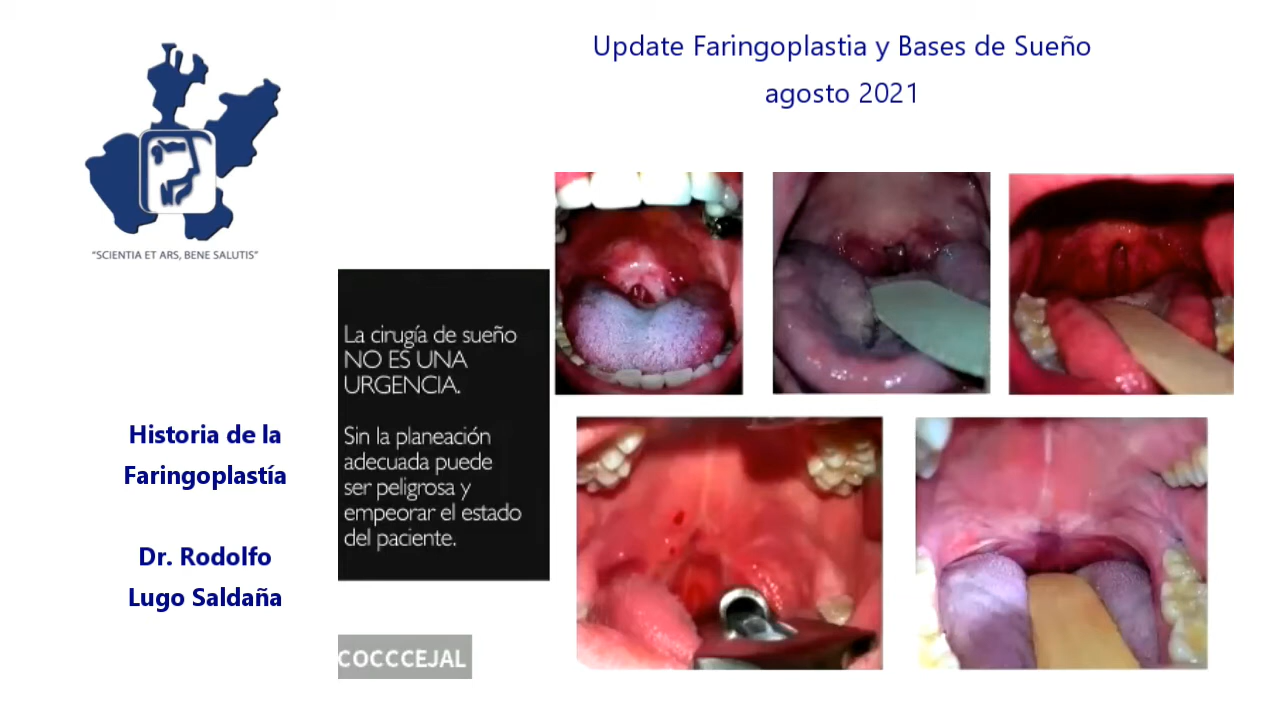 Update Faringoplastia y Bases de Sueño
agosto 2021
"SCIENTIA ET ARS, BENE SALUTIS"
La cirugía de sueño
NO ES UNA
URGENCIA.
Sin la planeación
adecuada puede
ser peligrosa y
empeorar el estado
del paciente.
Historia de la
Faringoplastía
Dr. Rodolfo
Lugo Saldaña
COCCCEJAL